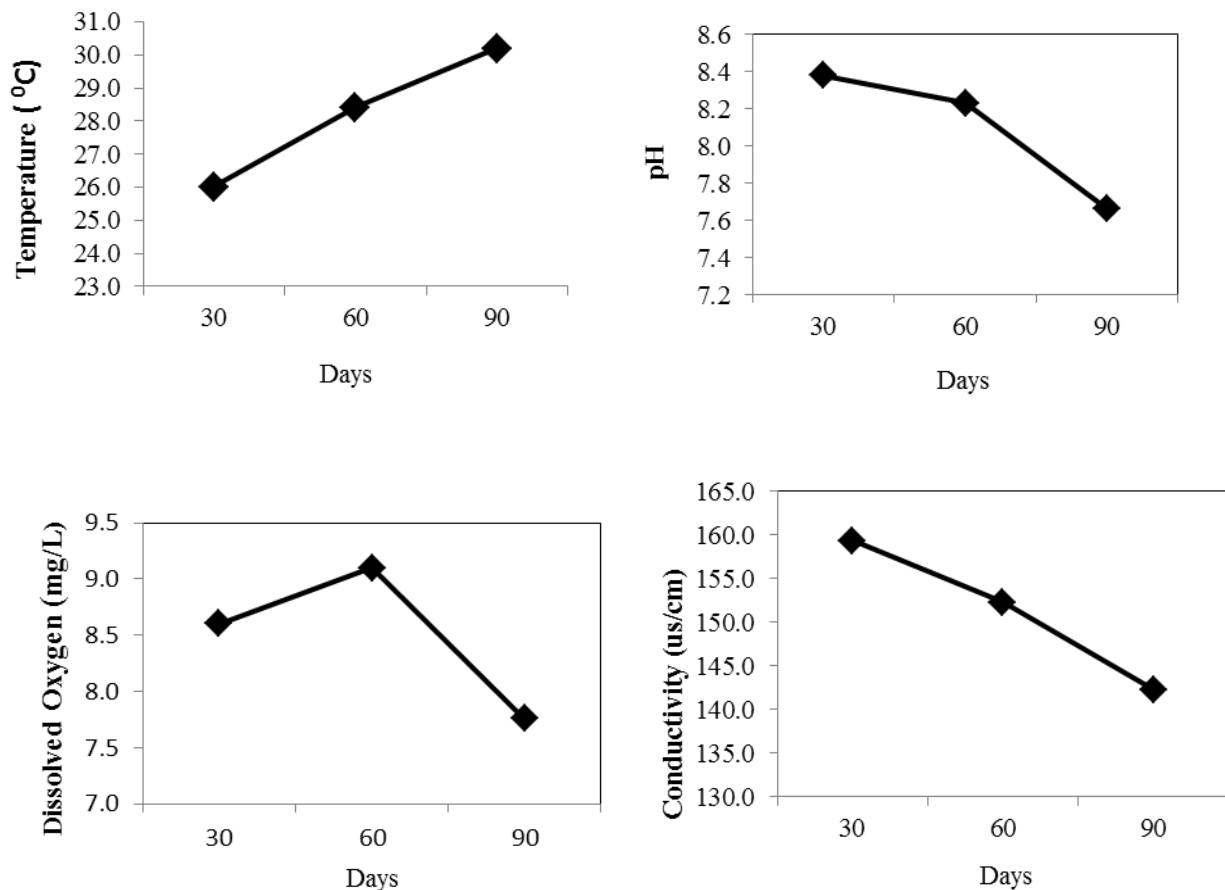 Temperature ( ⁰C)
31.0
30.0
29.0
28.0
27.0
26.0
25.0
24.0
23.0
30 60 90
Days
pH
8.6
8.4
8.2
8.0
7.8
7.6
7.4
7.2
30 60 90
Days
Dissolved Oxygen (mg/L)
9.5
9.0
8.5
8.0
7.5
7.0
30 60 90
Days
Conductivity (us/cm)
165.0
160.0
155.0
150.0
145.0
140.0
135.0
130.0
30 60 90
Days